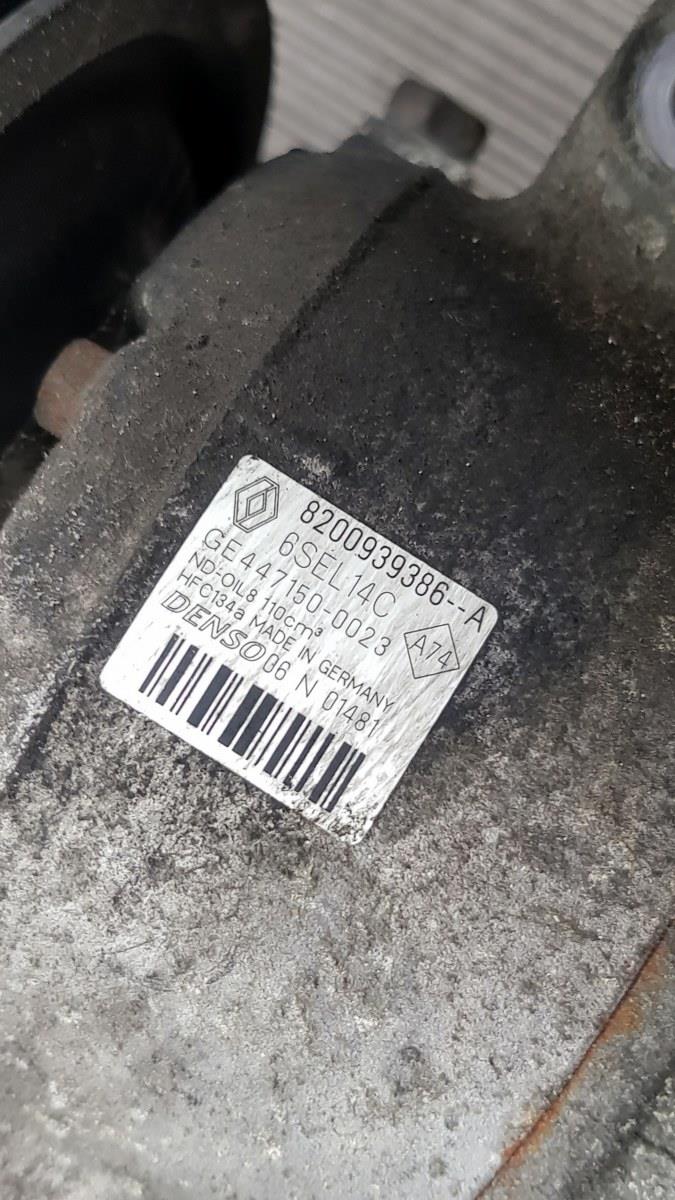 8200939386--A
6SEL14C
GE447150-0023
ND-OIL8 110cm³
HFC134a MADE IN GERMANY
DENSO 06 N 01481
A74